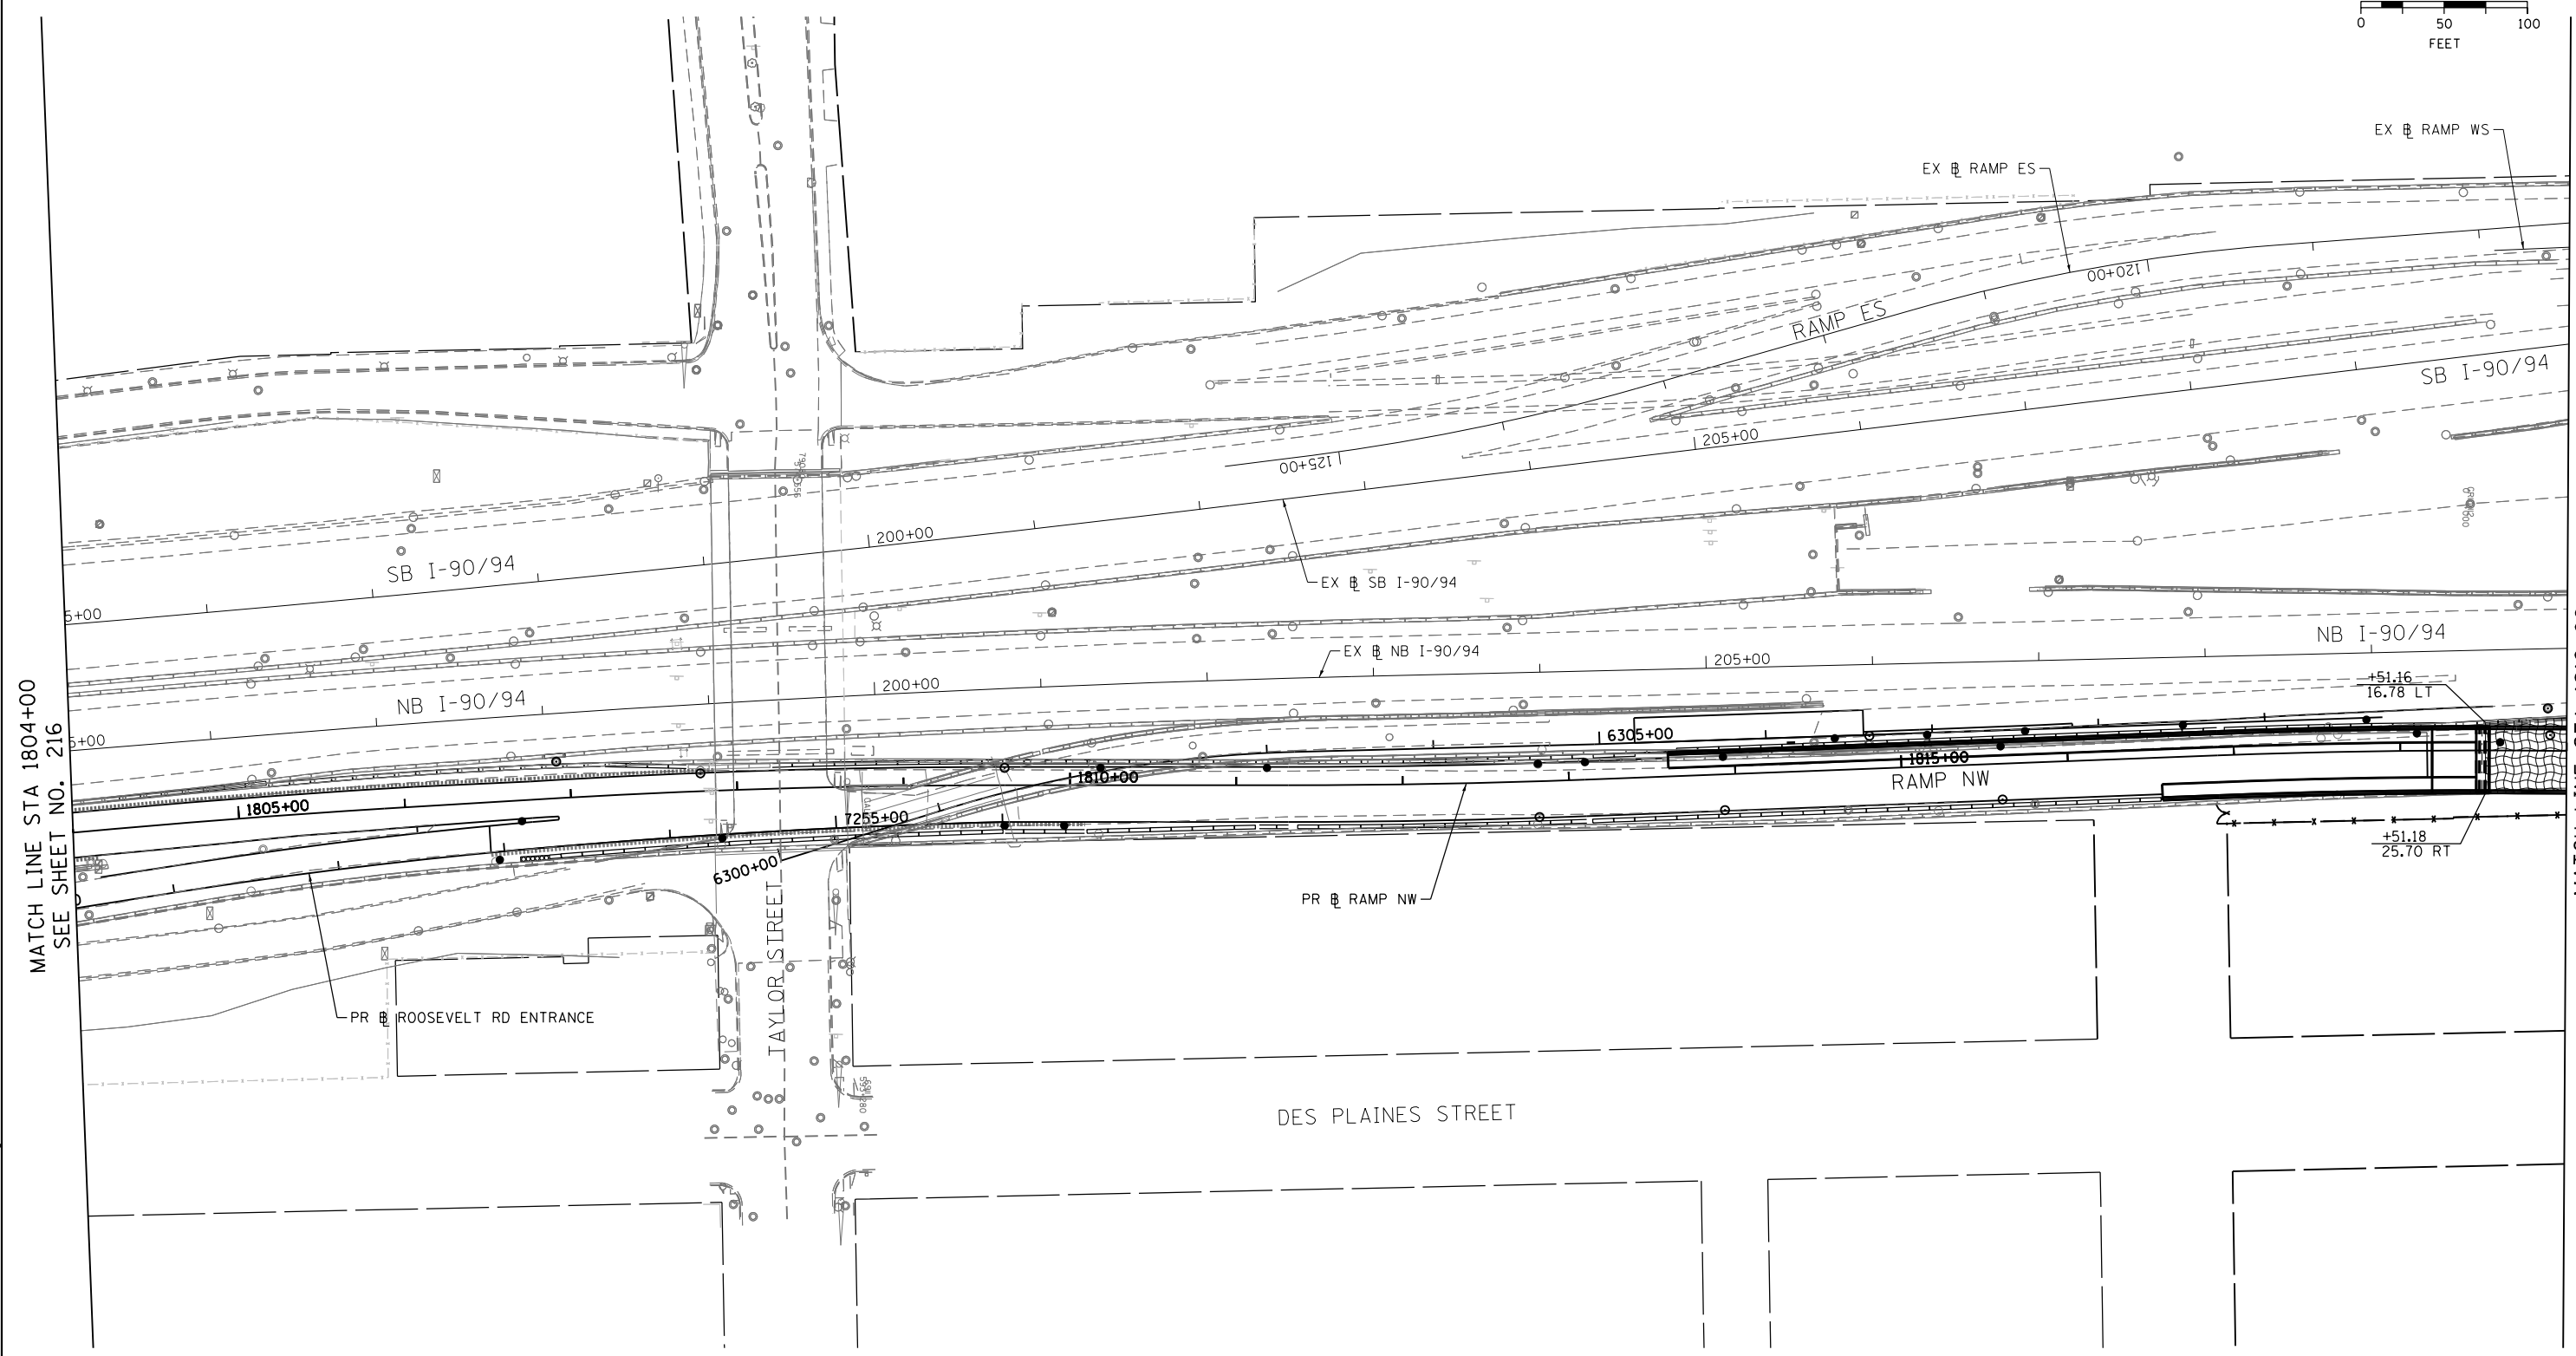 0 50 100
FEET
EX ⅊ RAMP WS
EX ⅊ RAMP ES
120+00
RAMP ES
SB I-90/94
205+00
125+00
200+00
SB I-90/94
EX ⅊ SB I-90/94
5+00
NB I-90/94
EX ⅊ NB I-90/94
205+00
200+00
NB I-90/94
5+00
+51.16
16.78 LT
6305+00
1815+00
RAMP NW
1810+00
1805+00
7255+00
6300+00
+51.18
25.70 RT
PR ⅊ RAMP NW
MATCH LINE STA 1804+00
SEE SHEET NO. 216
TAYLOR STREET
PR ⅊ ROOSEVELT RD ENTRANCE
DES PLAINES STREET